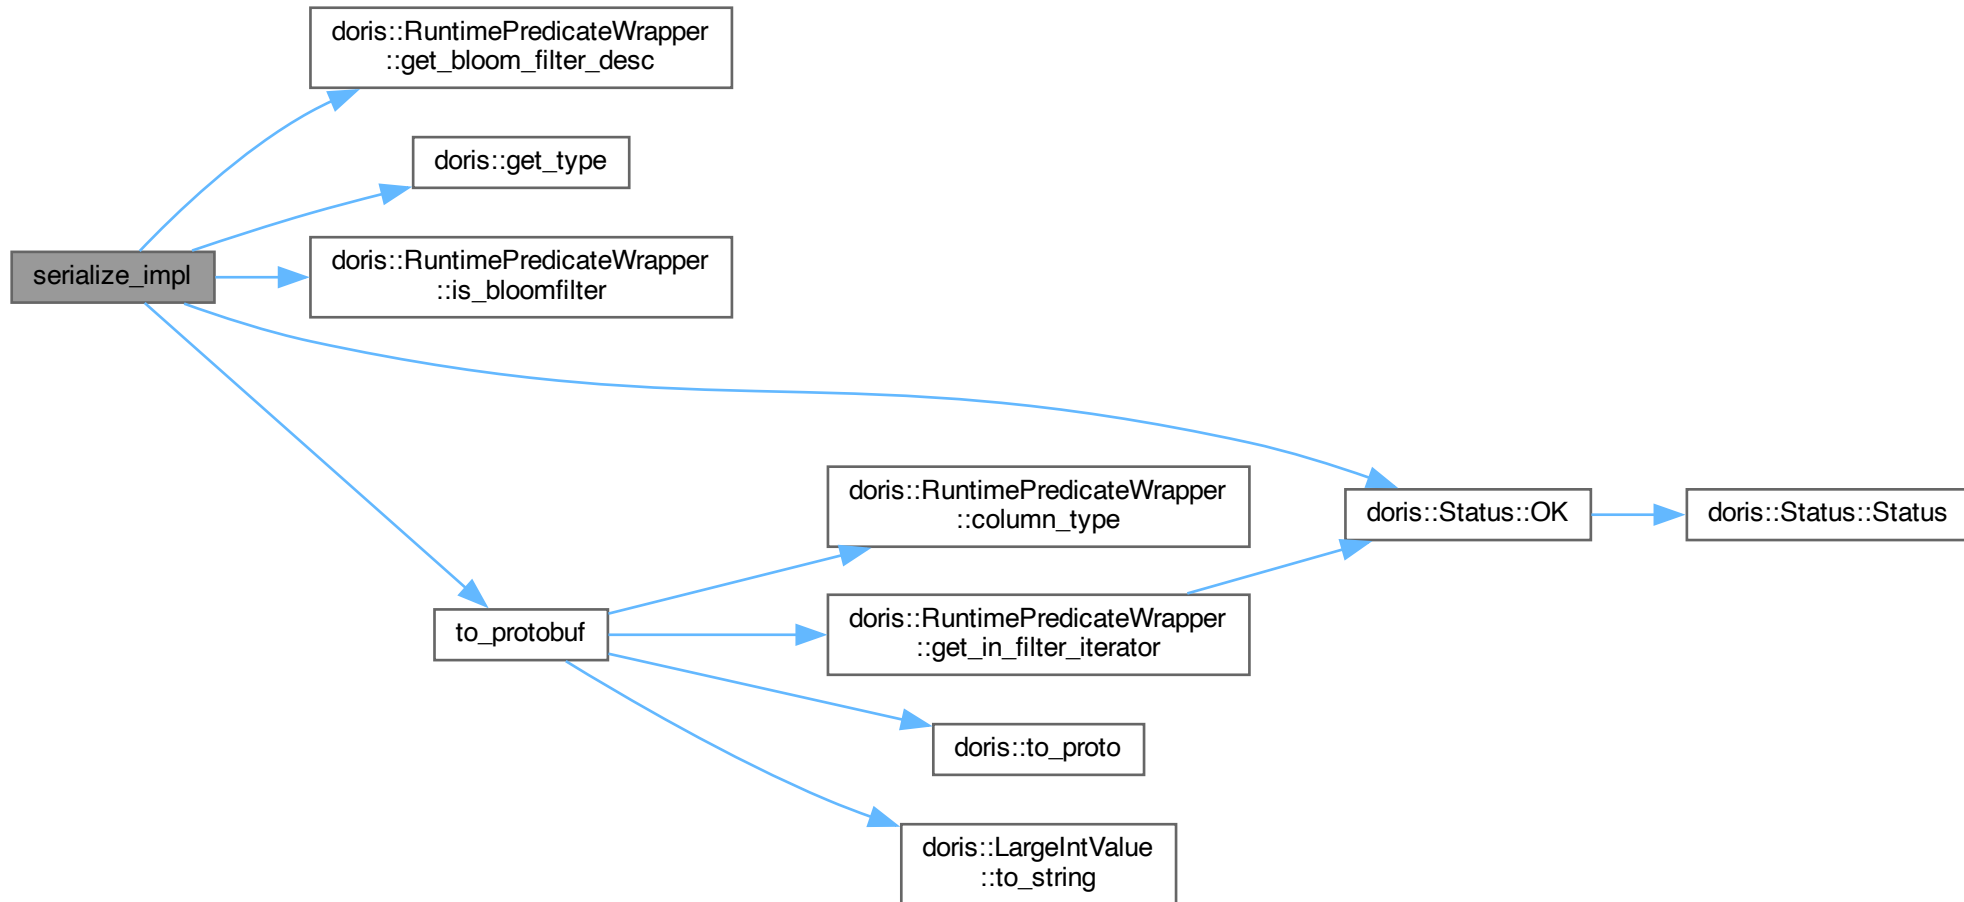 doris::RuntimePredicateWrapper
::get_bloom_filter_desc
doris::get_type
serialize_impl
doris::RuntimePredicateWrapper
::is_bloomfilter
doris::RuntimePredicateWrapper
::column_type
doris::Status::OK
doris::Status::Status
to_protobuf
doris::RuntimePredicateWrapper
::get_in_filter_iterator
doris::to_proto
doris::LargeIntValue
::to_string